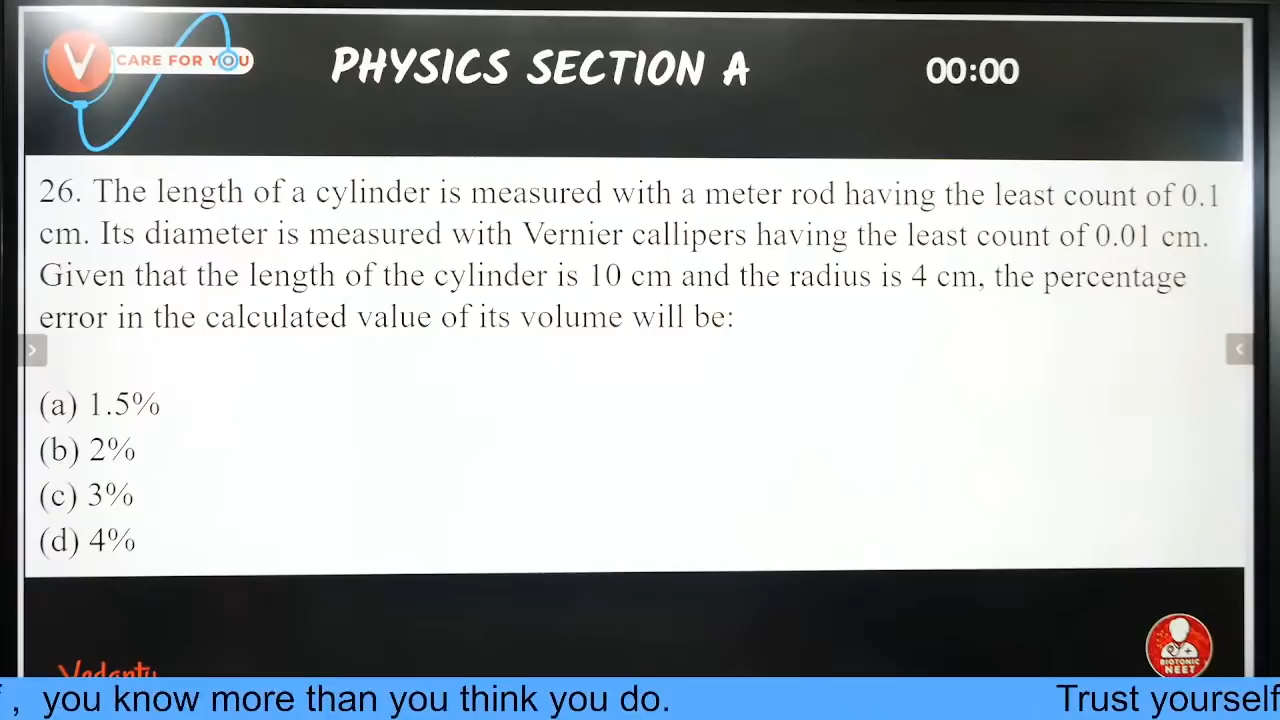 V CARE FOR YOU
PHYSICS SECTION A
00:00
26. The length of a cylinder is measured with a meter rod having the least count of 0.1
cm. Its diameter is measured with Vernier callipers having the least count of 0.01 cm.
Given that the length of the cylinder is 10 cm and the radius is 4 cm, the percentage
error in the calculated value of its volume will be:
(a) 1.5%
(b) 2%
(c) 3%
(d) 4%
Vedantu
BIOTONIC
NEET
, you know more than you think you do.
Trust yourself